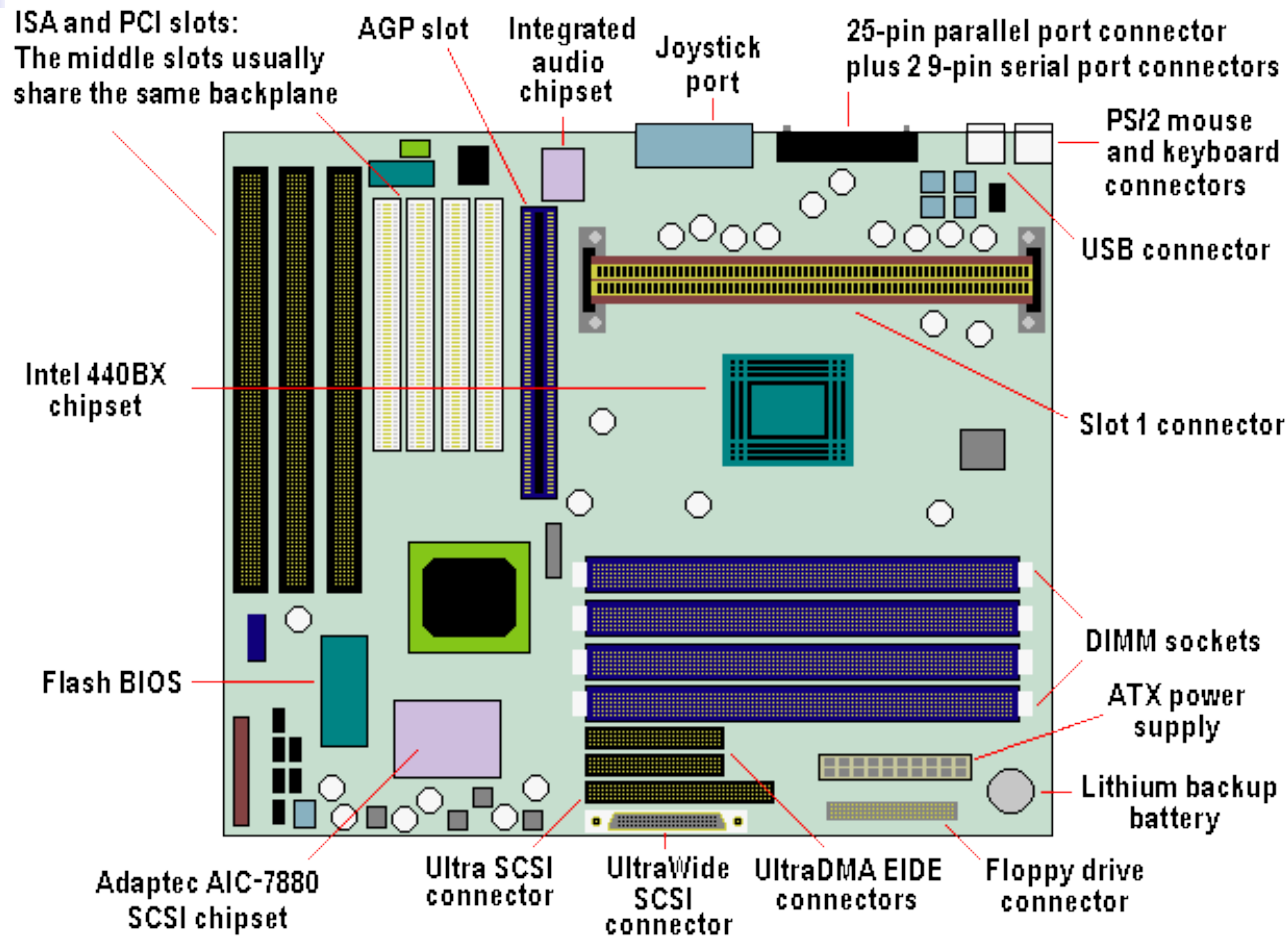 ISA and PCI slots:
The middle slots usually
share the same backplane
AGP slot
Integrated
audio
chipset
Joystick
port
25-pin parallel port connector
plus 2 9-pin serial port connectors
PS/2 mouse
and keyboard
connectors
USB connector
Intel 440BX
chipset
Slot 1 connector
Flash BIOS
DIMM sockets
ATX power
supply
Lithium backup
battery
Adaptec AIC-7880
SCSI chipset
Ultra SCSI
connector
UltraWide
SCSI
connector
UltraDMA EIDE
connectors
Floppy drive
connector